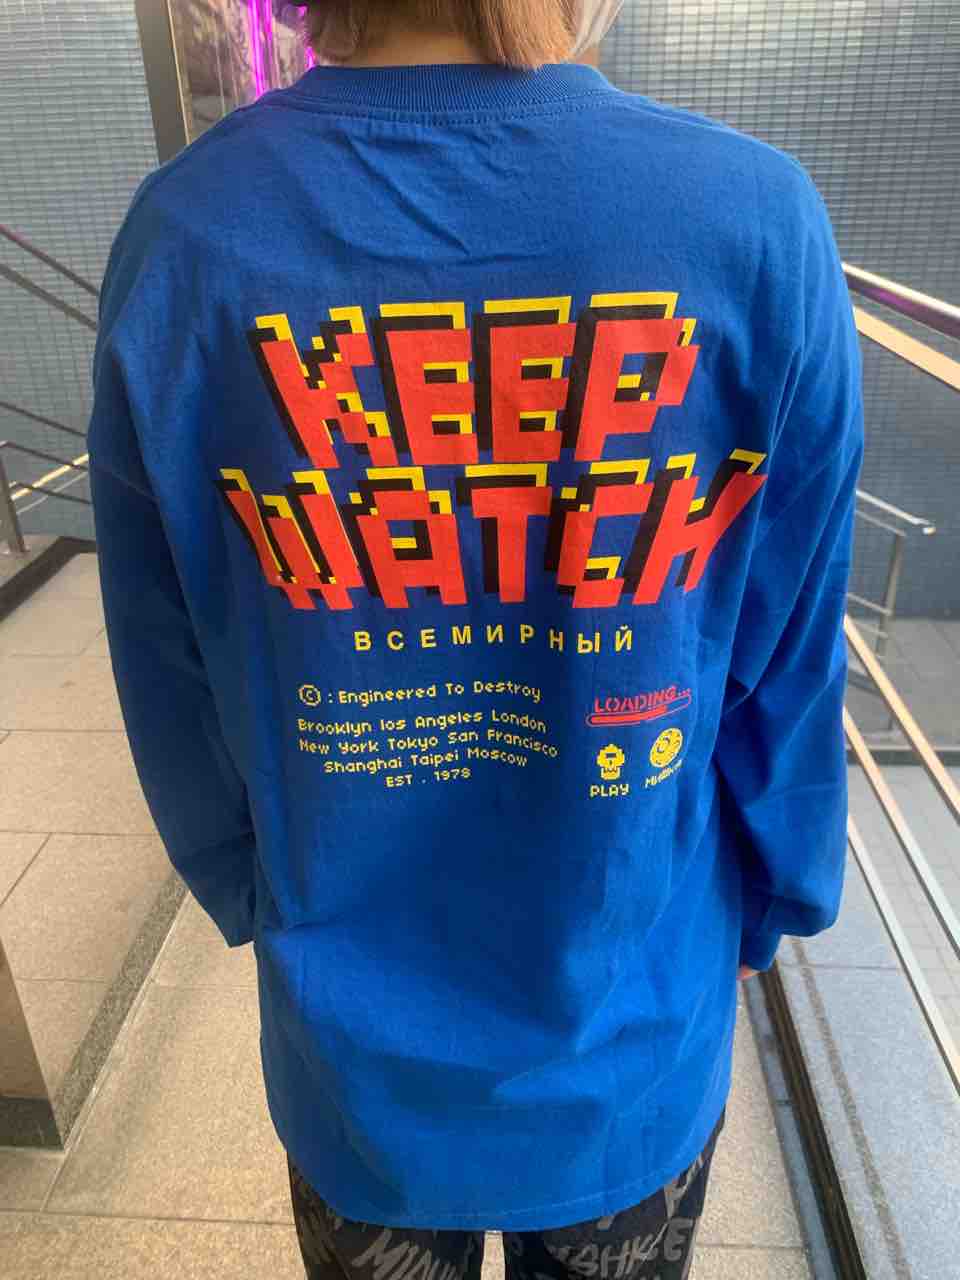 KEEP
WATCH
ВСЕМИРНЫЙ
©: Engineered To Destroy
Brooklyn los Angeles London
New York Tokyo San Francisco
Shanghai Taipei Moscow
EST . 1979
LOADING...
PLAY